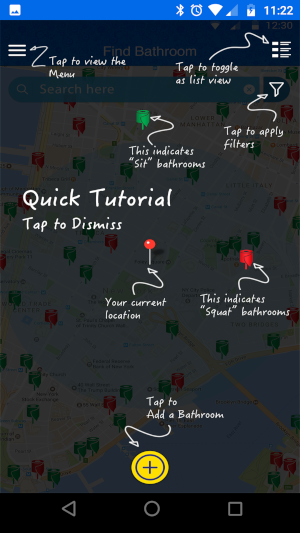 11:22
12:30
Find Bathroom
Tap to view the
Menu
Tap to toggle
as list view
Search here
Tap to apply
filters
This indicates
"Sit" bathrooms
Quick Tutorial
Tap to Dismiss
Your current
location
This indicates
"Squat" bathrooms
Tap to
Add a Bathroom